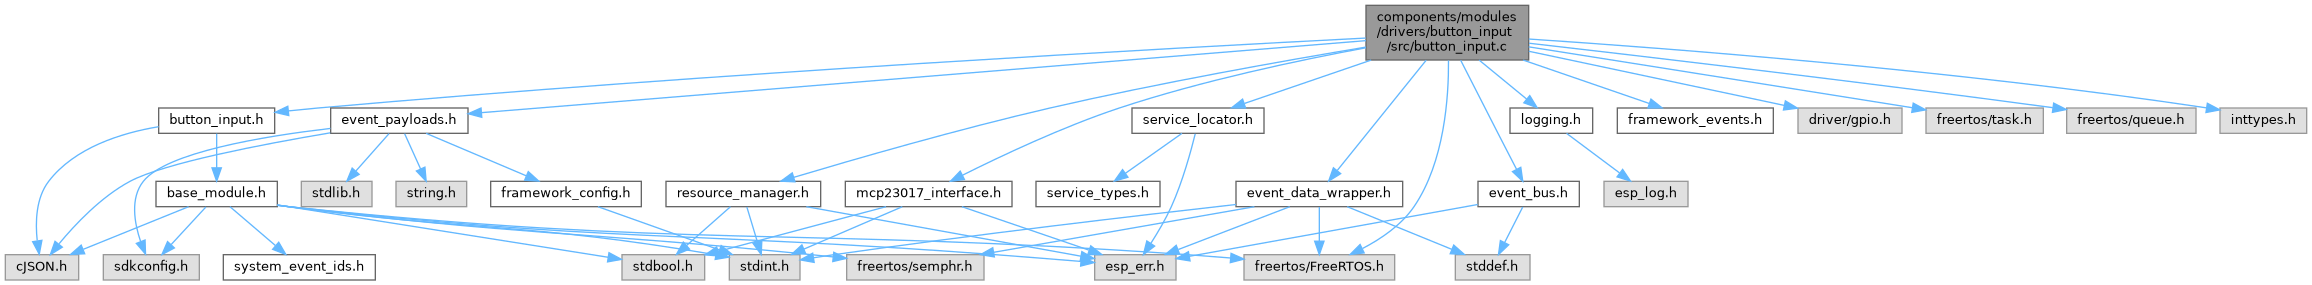 components/modules
/drivers/button_input
/src/button_input.c
button_input.h
event_payloads.h
service_locator.h
logging.h
framework_events.h
driver/gpio.h
freertos/task.h
freertos/queue.h
inttypes.h
base_module.h
stdlib.h
string.h
framework_config.h
resource_manager.h
mcp23017_interface.h
service_types.h
event_data_wrapper.h
event_bus.h
esp_log.h
cJSON.h
sdkconfig.h
system_event_ids.h
stdbool.h
stdint.h
freertos/semphr.h
esp_err.h
freertos/FreeRTOS.h
stddef.h